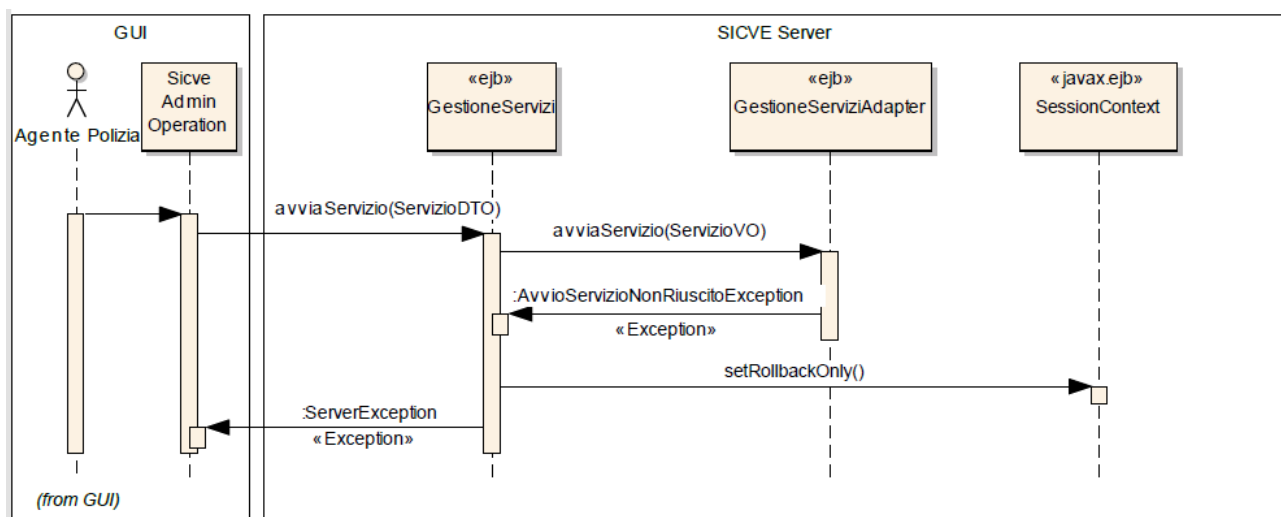 GUI
SICVE Server
Agente Polizia
Sicve
Admin
Operation
«ejb»
GestioneServizi
«ejb»
GestioneServiziAdapter
«javax.ejb»
SessionContext
avviaServizio(ServizioDTO)
avviaServizio(ServizioVO)
:AvvioServizioNonRiuscitoException
«Exception»
setRollbackOnly()
:ServerException
«Exception»
(from GUI)